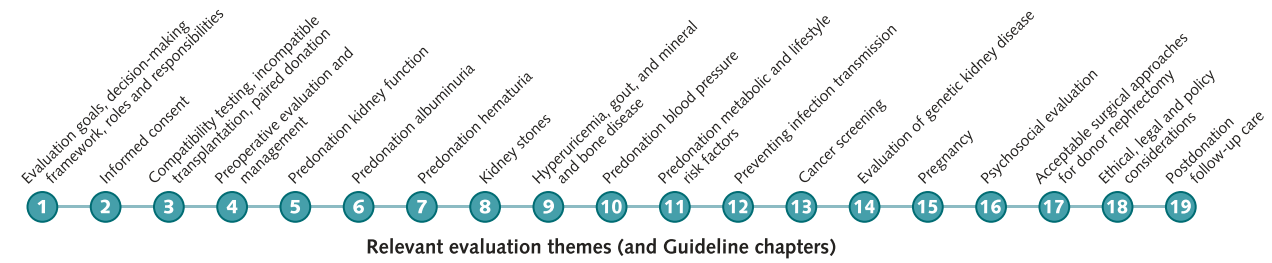 Evaluation goals, decision-making
framework, roles and responsibilities
Informed consent
Compatibility testing, incompatible
transplantation, paired donation
Preoperative evaluation and
management
Predonation kidney function
Predonation albuminuria
Predonation hematuria
Kidney stones
Hyperuricemia, gout, and mineral
and bone disease
Predonation blood pressure
Predonation metabolic and lifestyle
risk factors
Preventing infection transmission
Cancer screening
Evaluation of genetic kidney disease
Pregnancy
Psychosocial evaluation
Acceptable surgical approaches
for donor nephrectomy
Ethical, legal and policy
considerations
Postdonation
follow-up care
1 2 3 4 5 6 7 8 9 10 11 12 13 14 15 16 17 18 19
Relevant evaluation themes (and Guideline chapters)